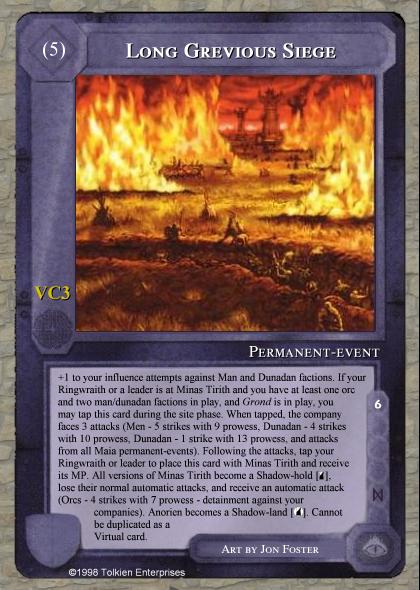 (5)
Long Grevious Siege
VC3
Permanent-event
+1 to your influence attempts against Man and Dunadan factions. If your
Ringwraith or a leader is at Minas Tirith and you have at least one orc
and two man/dunadan factions in play, and Grond is in play, you
may tap this card during the site phase. When tapped, the company
faces 3 attacks (Men - 5 strikes with 9 prowess, Dunadan - 4 strikes
with 10 prowess, Dunadan - 1 strike with 13 prowess, and attacks
from all Maia permanent-events). Following the attacks, tap your
Ringwraith or leader to place this card with Minas Tirith and receive
its MP. All versions of Minas Tirith become a Shadow-hold [],
lose their normal automatic attacks, and receive an automatic attack
(Orcs - 4 strikes with 7 prowess - detainment against your
companies). Anorien becomes a Shadow-land []. Cannot
be duplicated as a
Virtual card.
6
Art by Jon Foster
©1998 Tolkien Enterprises